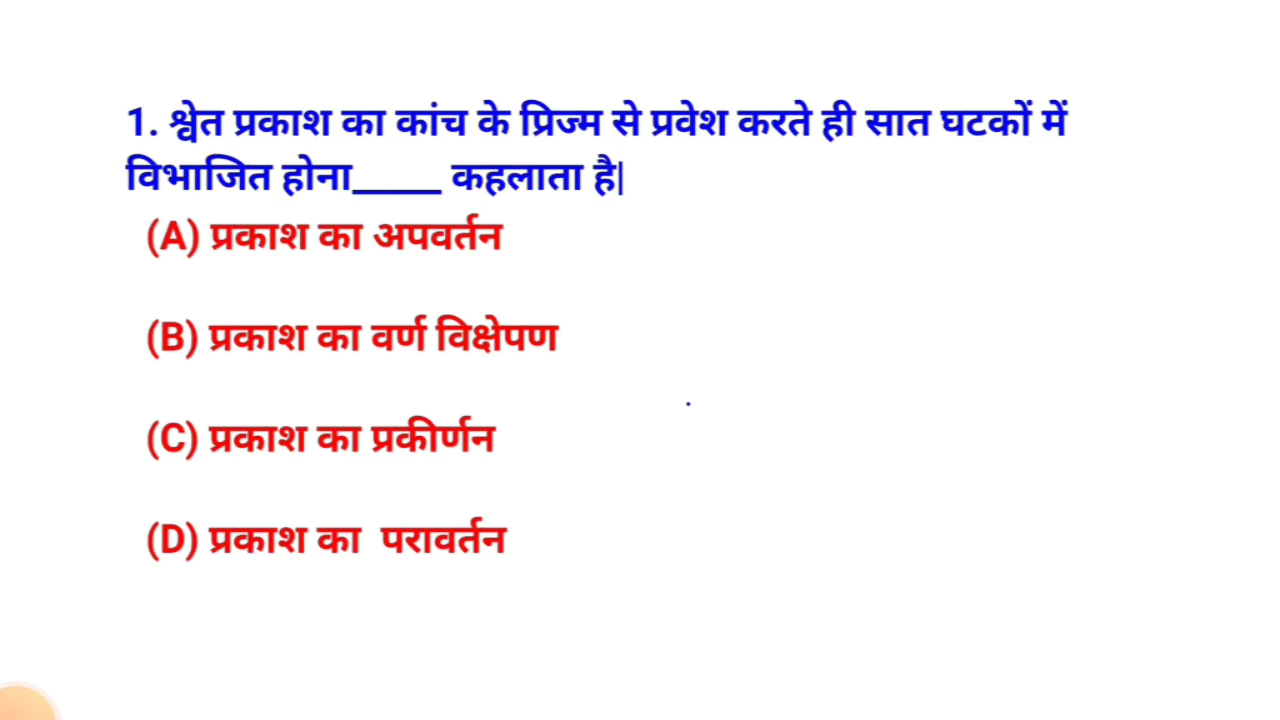 1. श्वेत प्रकाश का कांच के प्रिज्म से प्रवेश करते ही सात घटकों में
विभाजित होना_____ कहलाता है|
(A) प्रकाश का अपवर्तन
(B) प्रकाश का वर्ण विक्षेपण
(C) प्रकाश का प्रकीर्णन
(D) प्रकाश का परावर्तन